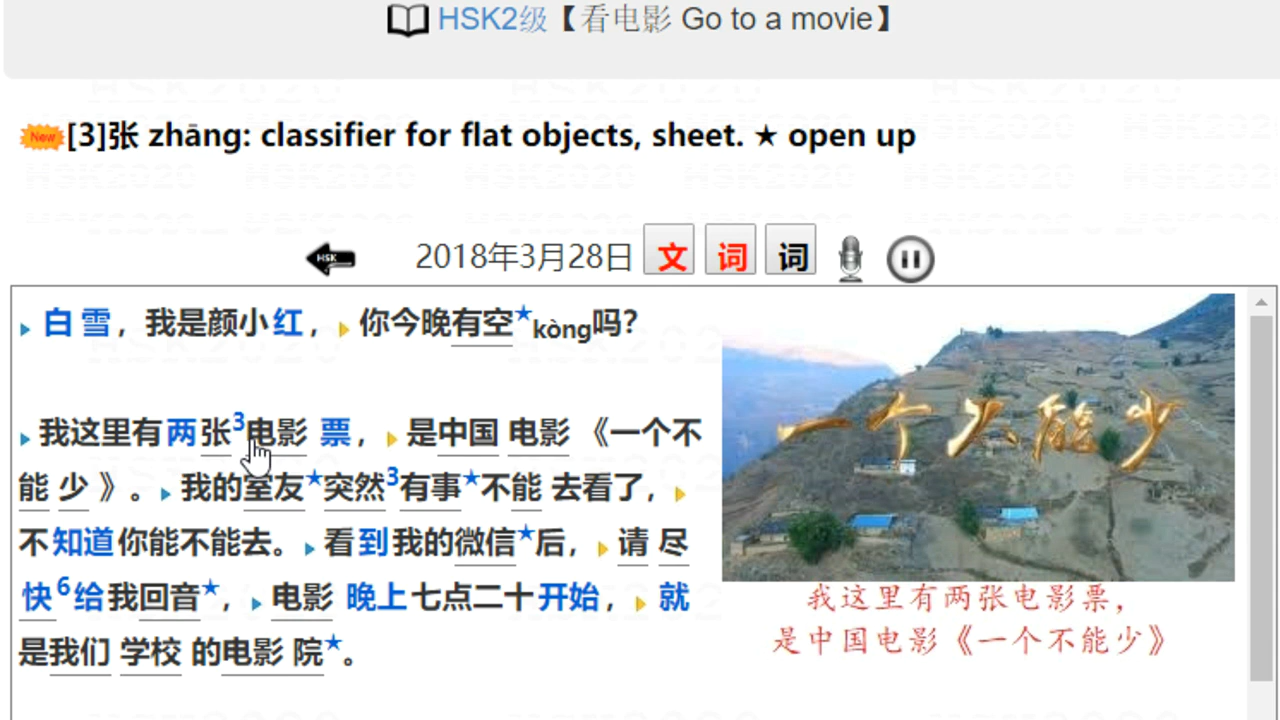 HSK2级【看电影 Go to a movie】
New [3]张 zhāng: classifier for flat objects, sheet. ★ open up
HSK 2018年3月28日 文 词 词
白雪，我是颜小红，你今晚有空★kòng吗？
我这里有两张3电影 票，是中国 电影 《一个不
能 少 》。我的室友★突然3有事★不能 去看了，
不知道你能不能去。看到我的微信★后，请 尽
快6给我回音★，电影 晚上七点二十开始，就
是我们 学校 的电影 院★。
一个不能少
我这里有两张电影票，
是中国电影《一个不能少》